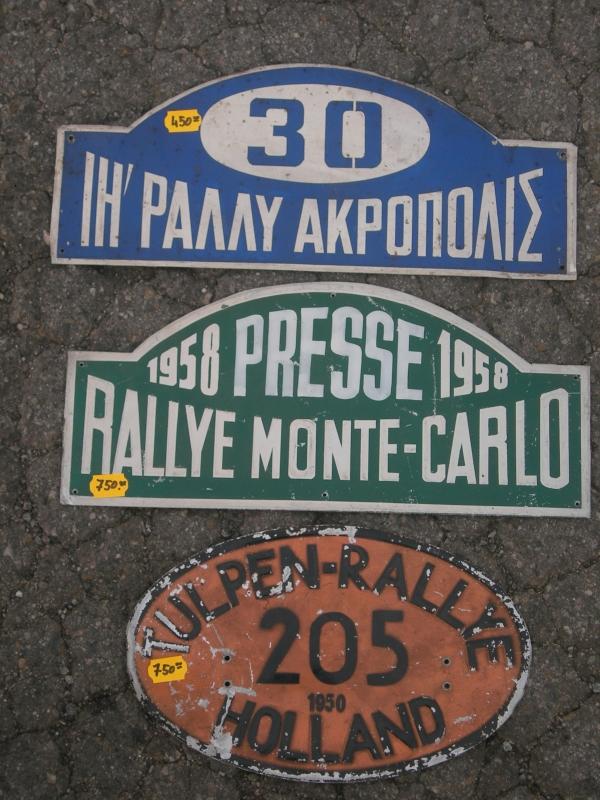 30
450=
ΙΗ' ΡΑΛΛΥ ΑΚΡΟΠΟΛΙΣ
1958 PRESSE 1958
RALLYE MONTE-CARLO
750=
TULPEN-RALLYE
205
750=
1950
HOLLAND